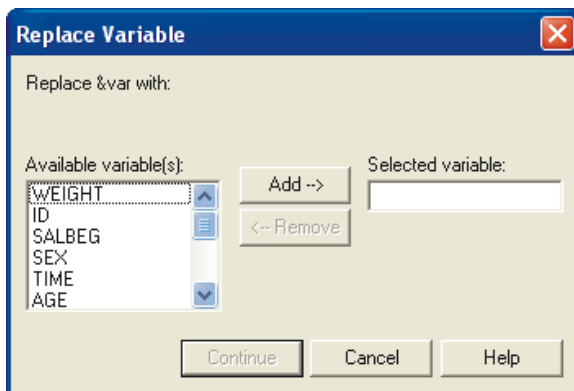 Replace Variable
Replace &var with:
Available variable(s):
WEIGHT
ID
SALBEG
SEX
TIME
AGE
Add -->
<-- Remove
Selected variable:
Continue
Cancel
Help